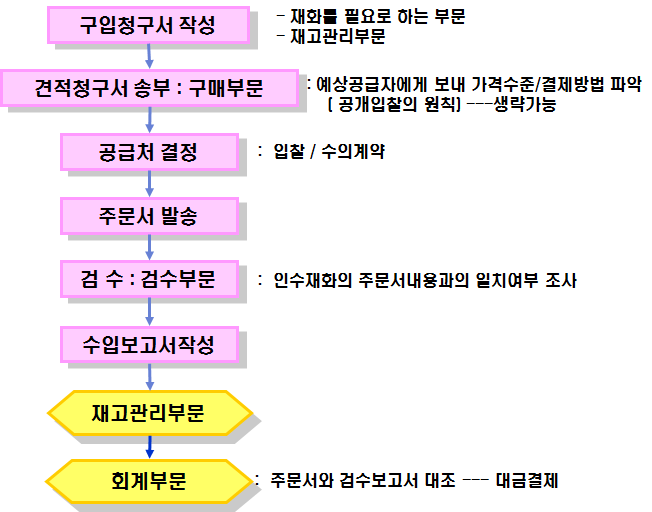 구입청구서 작성
- 재화를 필요로 하는 부문
- 재고관리부문
견적청구서 송부 : 구매부문
: 예상공급자에게 보내 가격수준/결제방법 파악
( 공개입찰의 원칙) ---생략가능
공급처 결정
: 입찰 / 수의계약
주문서 발송
검 수 : 검수부문
: 인수재화의 주문서내용과의 일치여부 조사
수입보고서작성
재고관리부문
회계부문
: 주문서와 검수보고서 대조 --- 대금결제